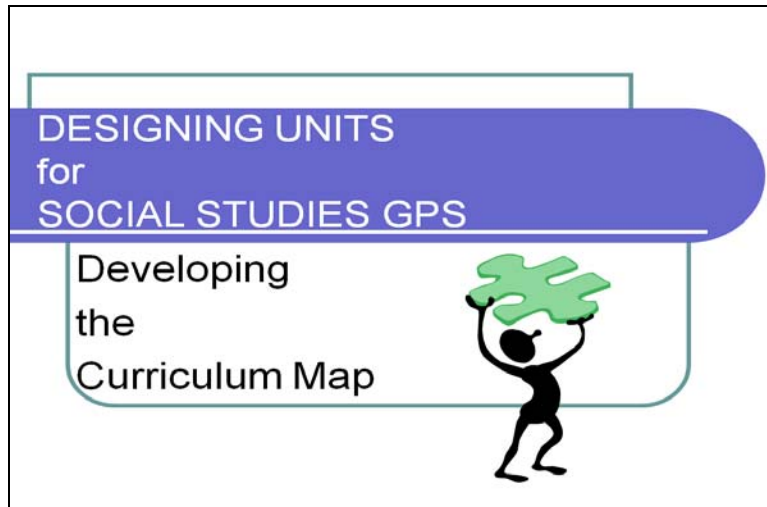 DESIGNING UNITS
for
SOCIAL STUDIES GPS
Developing
the
Curriculum Map